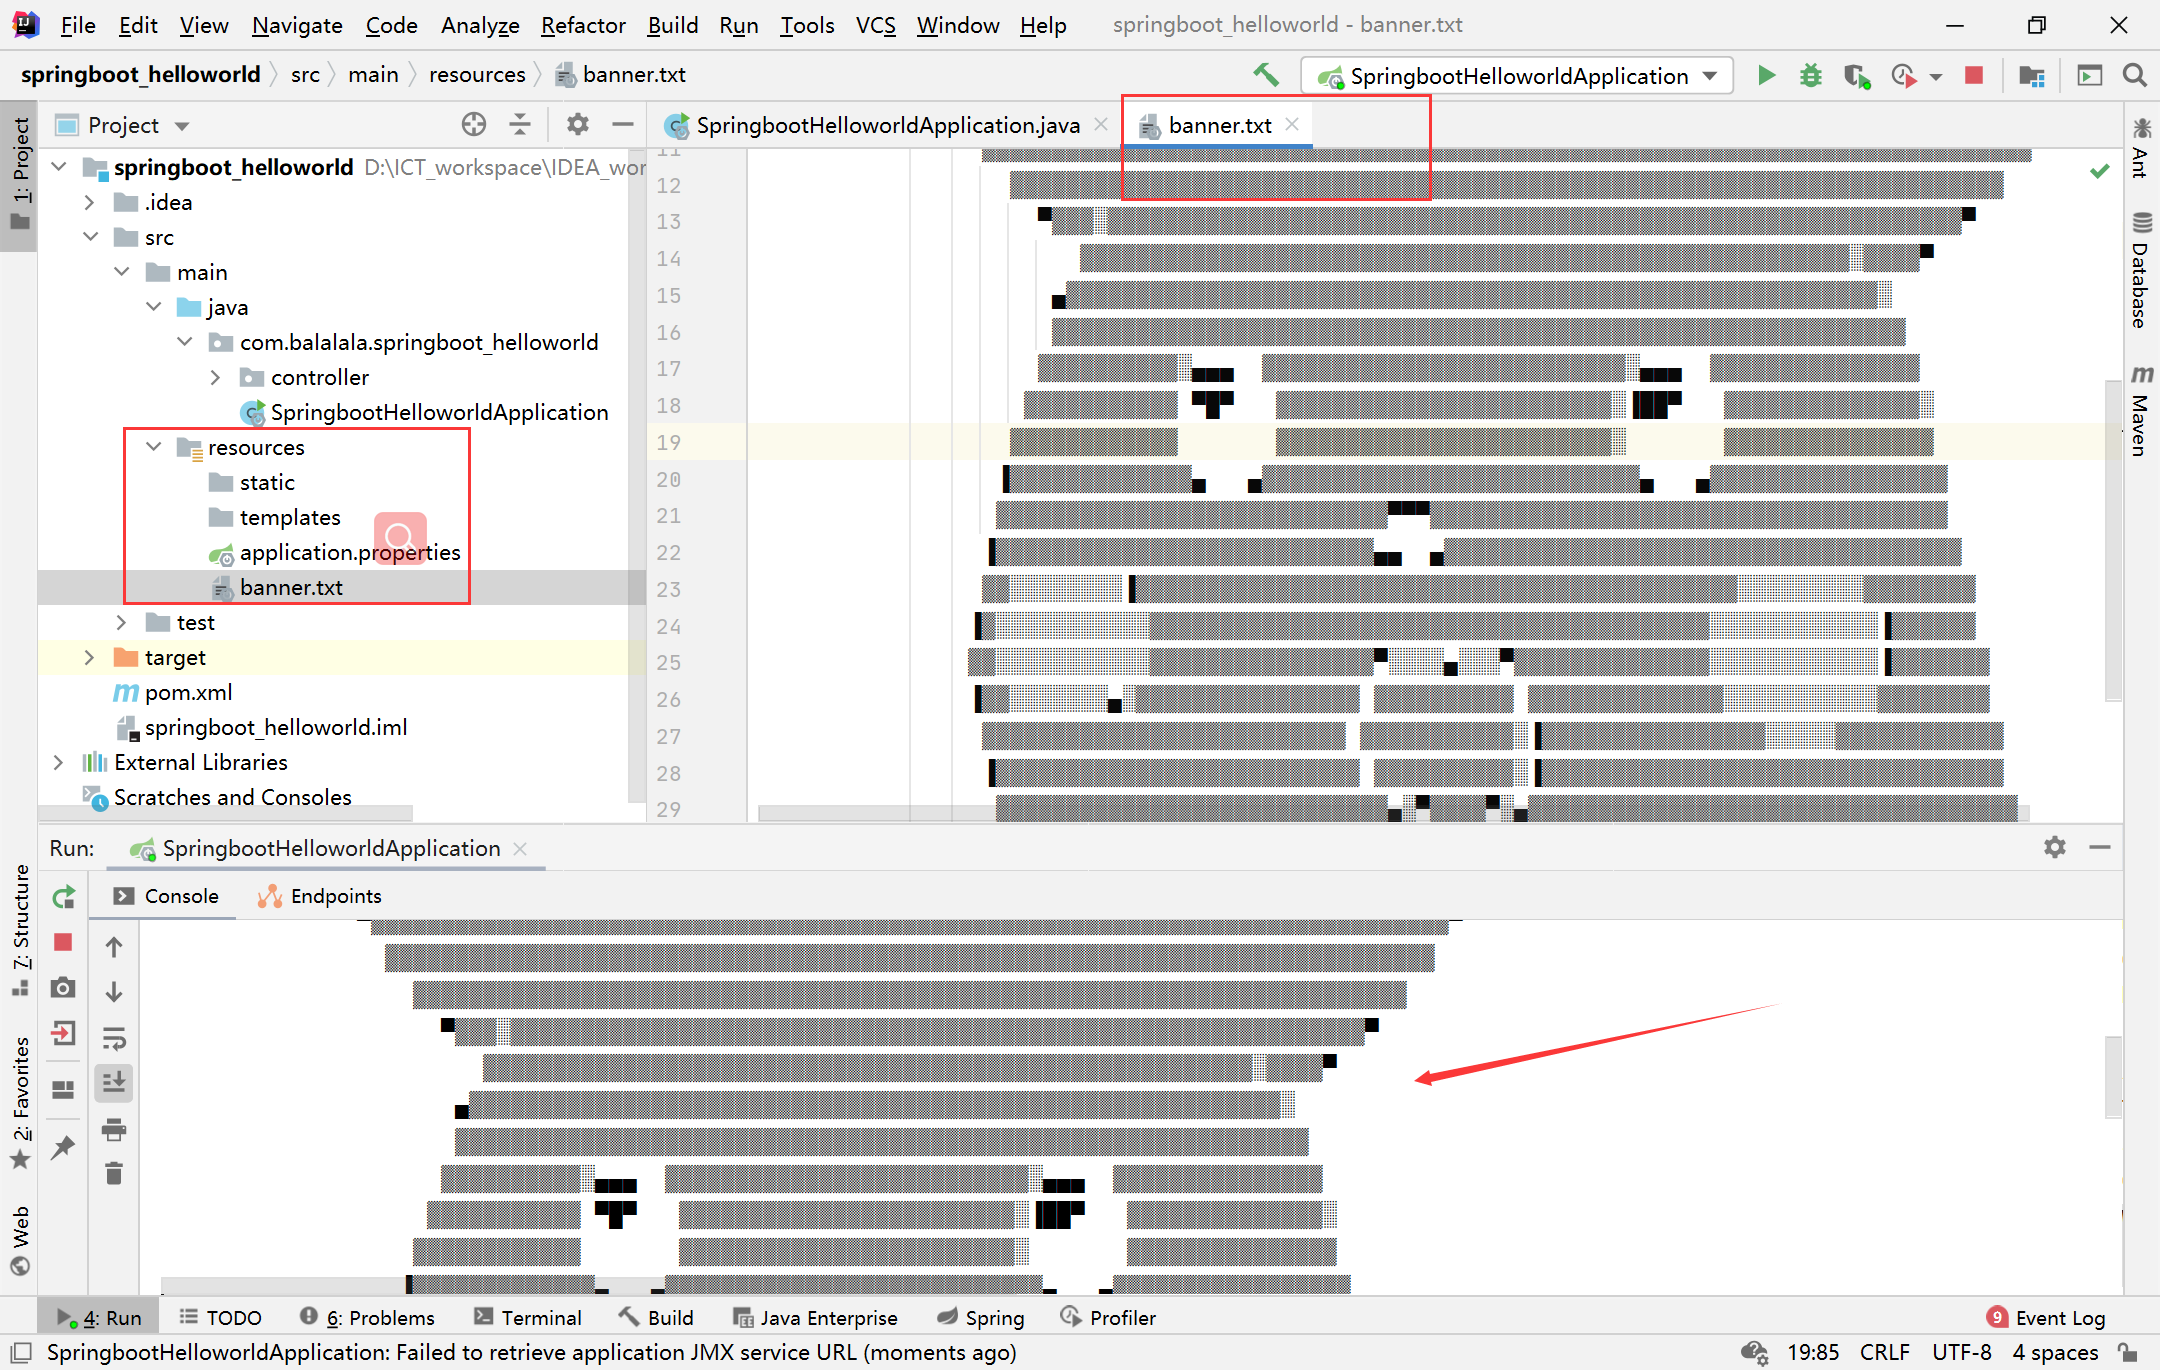 File Edit View Navigate Code Analyze Refactor Build Run Tools VCS Window Help springboot_helloworld - banner.txt
springboot_helloworld src main resources banner.txt SpringbootHelloworldApplication
Project SpringbootHelloworldApplication.java banner.txt
1: Project
springboot_helloworld D:\ICT_workspace\IDEA_wor
.idea
src
main
java
com.balalala.springboot_helloworld
controller
SpringbootHelloworldApplication
resources
static
templates
application.properties
banner.txt
test
target
pom.xml
springboot_helloworld.iml
External Libraries
Scratches and Consoles
11
12
13
14
15
16
17
18
19
20
21
22
23
24
25
26
27
28
29
Ant
Database
Maven
Run: SpringbootHelloworldApplication
Console Endpoints
7: Structure
2: Favorites
Web
4: Run TODO 6: Problems Terminal Build Java Enterprise Spring Profiler 9 Event Log
SpringbootHelloworldApplication: Failed to retrieve application JMX service URL (moments ago) 19:85 CRLF UTF-8 4 spaces